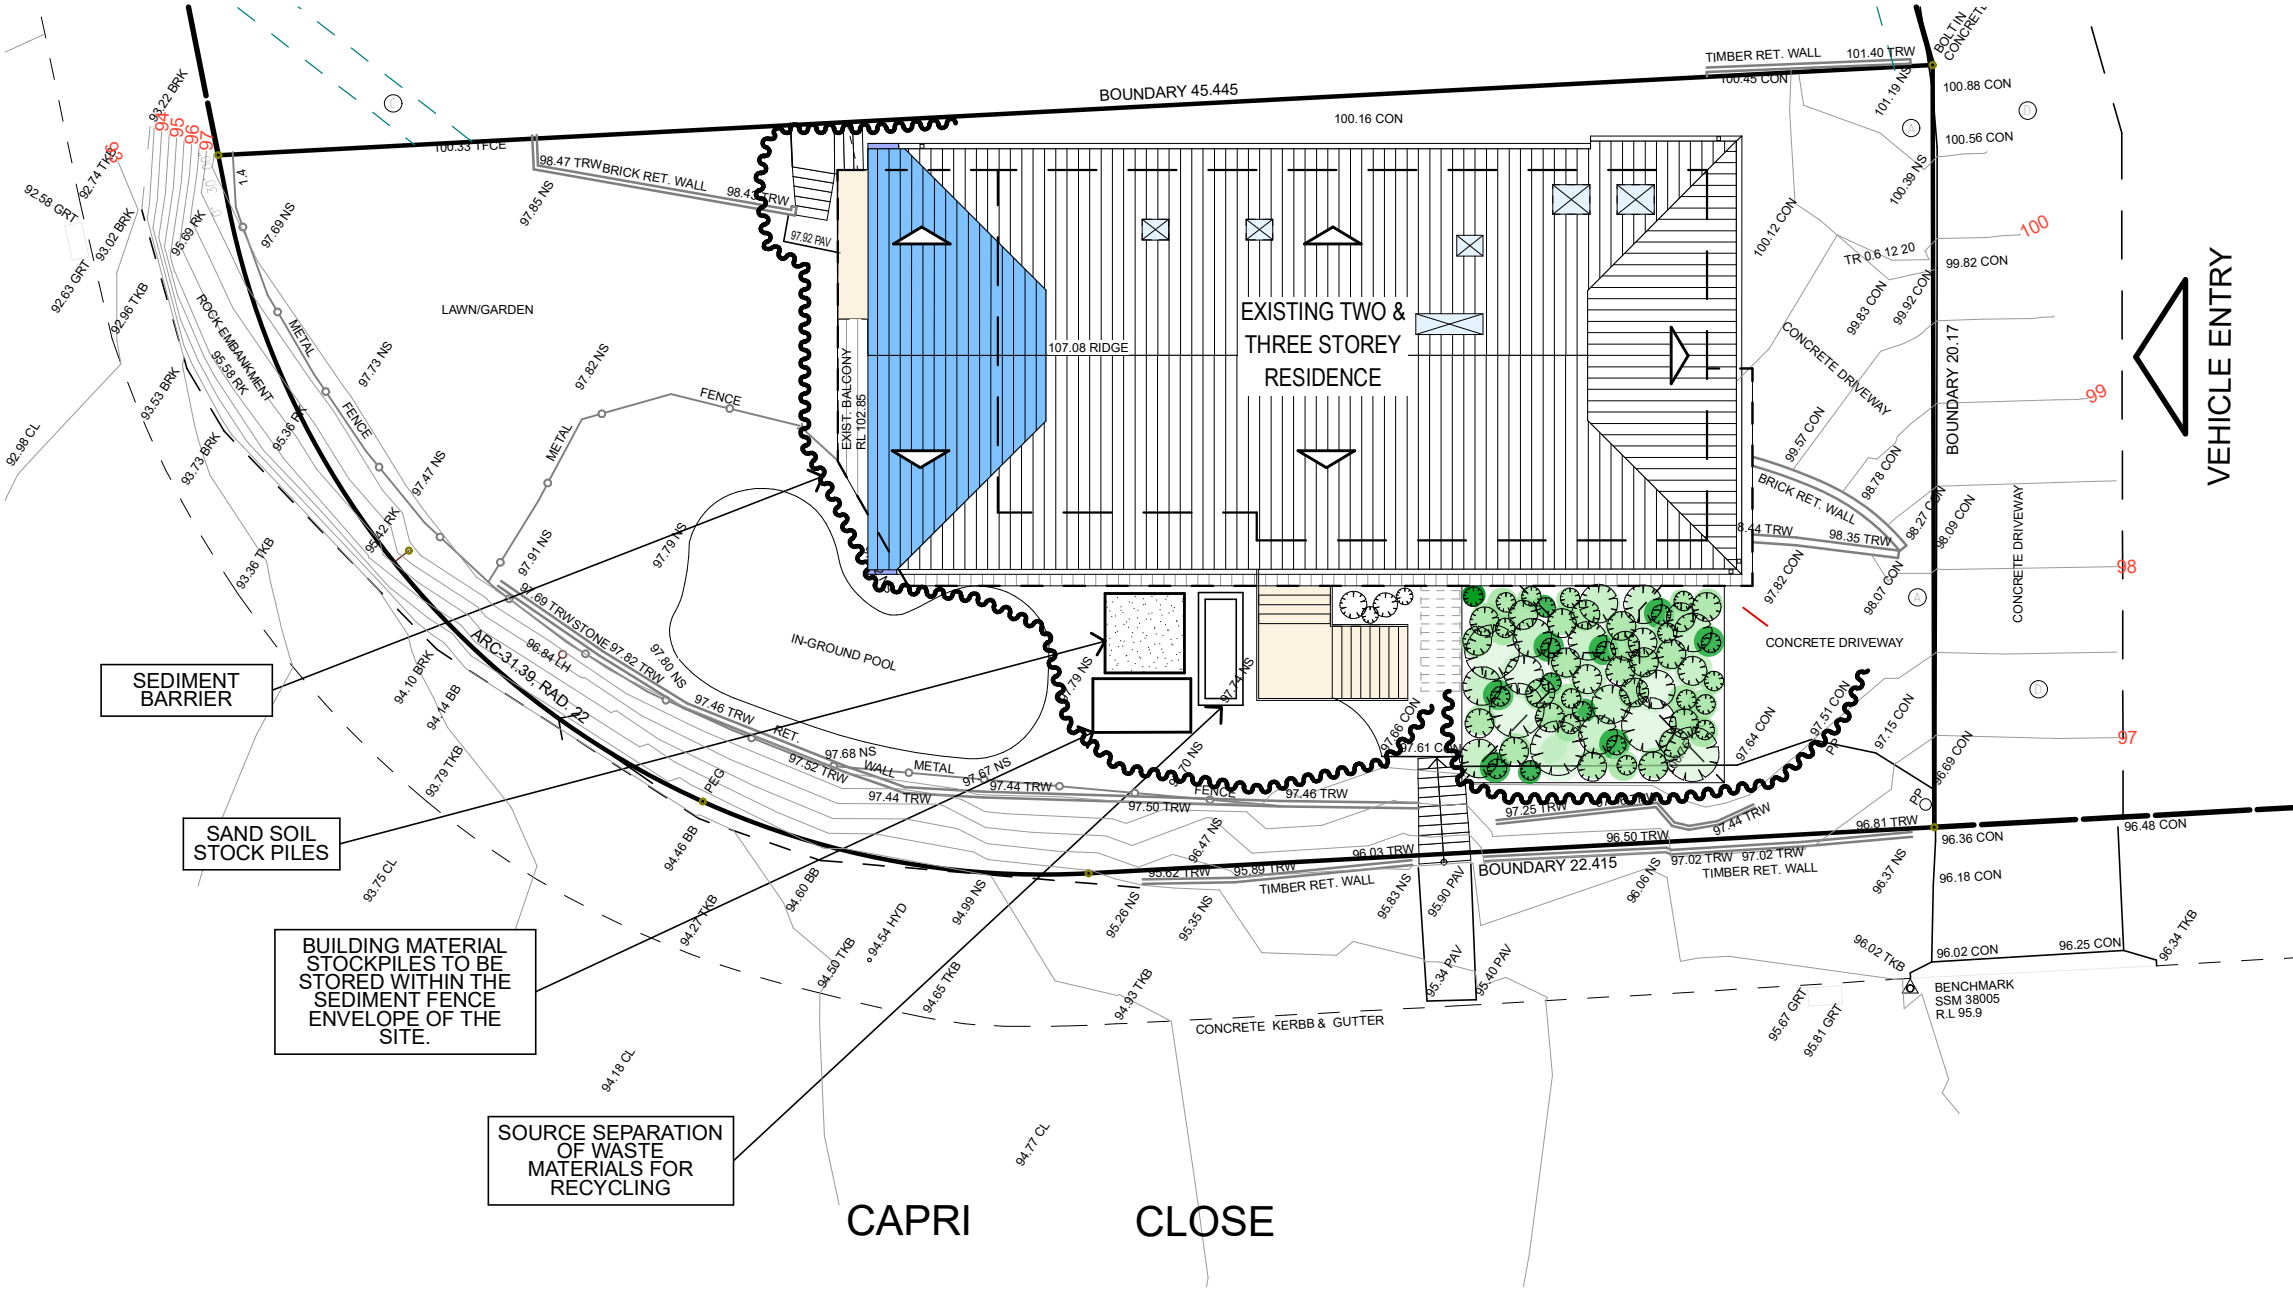 BOLT IN
CONCRETE
TIMBER RET. WALL
101.40 TRW
100.45 CON
101.19 NS
100.88 CON
BOUNDARY 45.445
100.16 CON
93.22 BRK
94
95
96
97
93
92.74 TKB
100.33 TFCE
98.47 TRW
BRICK RET. WALL
98.43 TRW
1.4
100.56 CON
100.39 NS
92.58 GRT
93.02 BRK
95.69 RK
97.69 NS
97.85 NS
97.92 PAV
100.12 CON
TR 0.6 12 20
100
99.82 CON
92.63 GRT
92.96 TKB
ROCK EMBANKMENT
METAL
LAWN/GARDEN
EXISTING TWO &
THREE STOREY
RESIDENCE
107.08 RIDGE
99.83 CON
99.92 CON
CONCRETE DRIVEWAY
BOUNDARY 20.17
VEHICLE ENTRY
95.58 RK
97.73 NS
97.82 NS
FENCE
METAL
FENCE
EXIST. BALCONY
RL 102.85
99
93.53 BRK
95.36 RK
92.98 CL
93.73 BRK
97.47 NS
99.57 CON
98.78 CON
BRICK RET. WALL
98.27 CON
98.09 CON
CONCRETE DRIVEWAY
95.42 RK
97.91 NS
97.79 NS
8.44 TRW
98.35 TRW
98
93.36 TKB
97.69 TRW
STONE
97.82 TRW
97.82 CON
98.07 CON
96.84 LH
97.80 NS
IN-GROUND POOL
CONCRETE DRIVEWAY
SEDIMENT
BARRIER
ARC-31.39, RAD. 22
94.10 BRK
94.14 BB
97.79 NS
97.74 NS
97.46 TRW
RET.
WALL
97.68 NS
97.52 TRW
METAL
97.67 NS
97.70 NS
97.66 CON
97.61 CON
97.64 CON
97.51 CON
PP
97.15 CON
97
96.69 CON
93.79 TKB
PEG
97.44 TRW
97.44 TRW
97.50 TRW
FENCE
97.46 TRW
97.25 TRW
97.44 TRW
PP
SAND SOIL
STOCK PILES
94.46 BB
96.47 NS
96.03 TRW
96.50 TRW
96.81 TRW
96.36 CON
96.48 CON
93.75 CL
94.60 BB
95.62 TRW
95.89 TRW
TIMBER RET. WALL
BOUNDARY 22.415
97.02 TRW
97.02 TRW
TIMBER RET. WALL
96.37 NS
96.18 CON
94.27 TKB
94.54 HYD
94.99 NS
95.26 NS
95.35 NS
95.83 NS
95.90 PAV
96.06 NS
BUILDING MATERIAL
STOCKPILES TO BE
STORED WITHIN THE
SEDIMENT FENCE
ENVELOPE OF THE
SITE.
94.50 TKB
94.65 TKB
94.93 TKB
95.34 PAV
95.40 PAV
96.02 TKB
96.02 CON
96.25 CON
96.34 TKB
CONCRETE KERBB & GUTTER
95.67 GRT
95.81 GRT
BENCHMARK
SSM 38005
R.L 95.9
94.18 CL
94.77 CL
SOURCE SEPARATION
OF WASTE
MATERIALS FOR
RECYCLING
CAPRI CLOSE